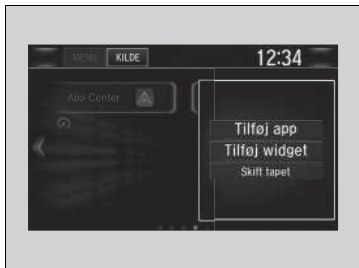 MENU KILDE 12:34
App Center
Tilføj app
Tilføj widget
Skift tapet